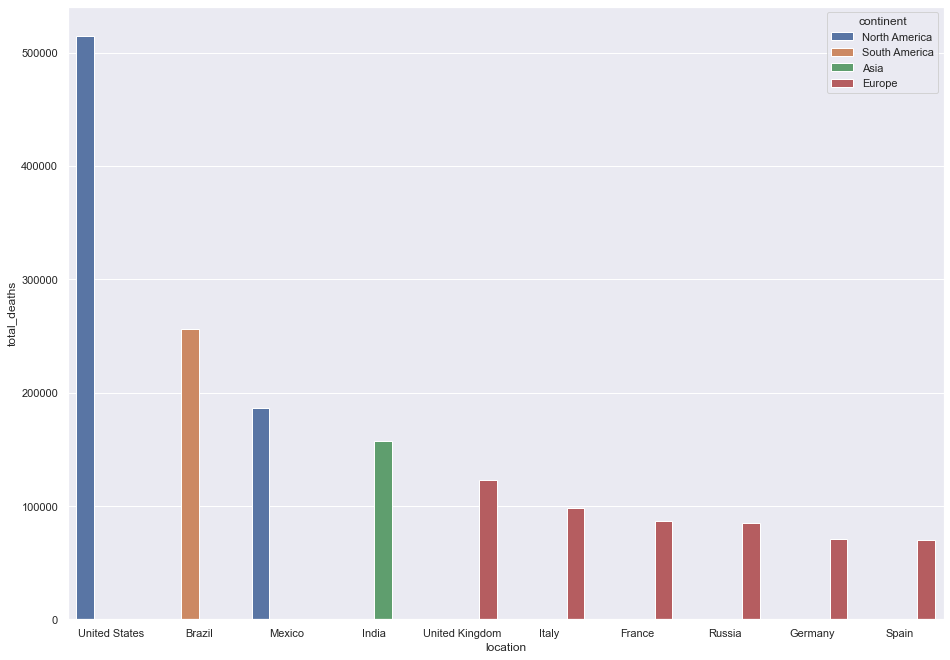 continent
North America
South America
Asia
Europe
500000
400000
300000
200000
100000
0
total_deaths
United States Brazil Mexico India United Kingdom Italy France Russia Germany Spain
location